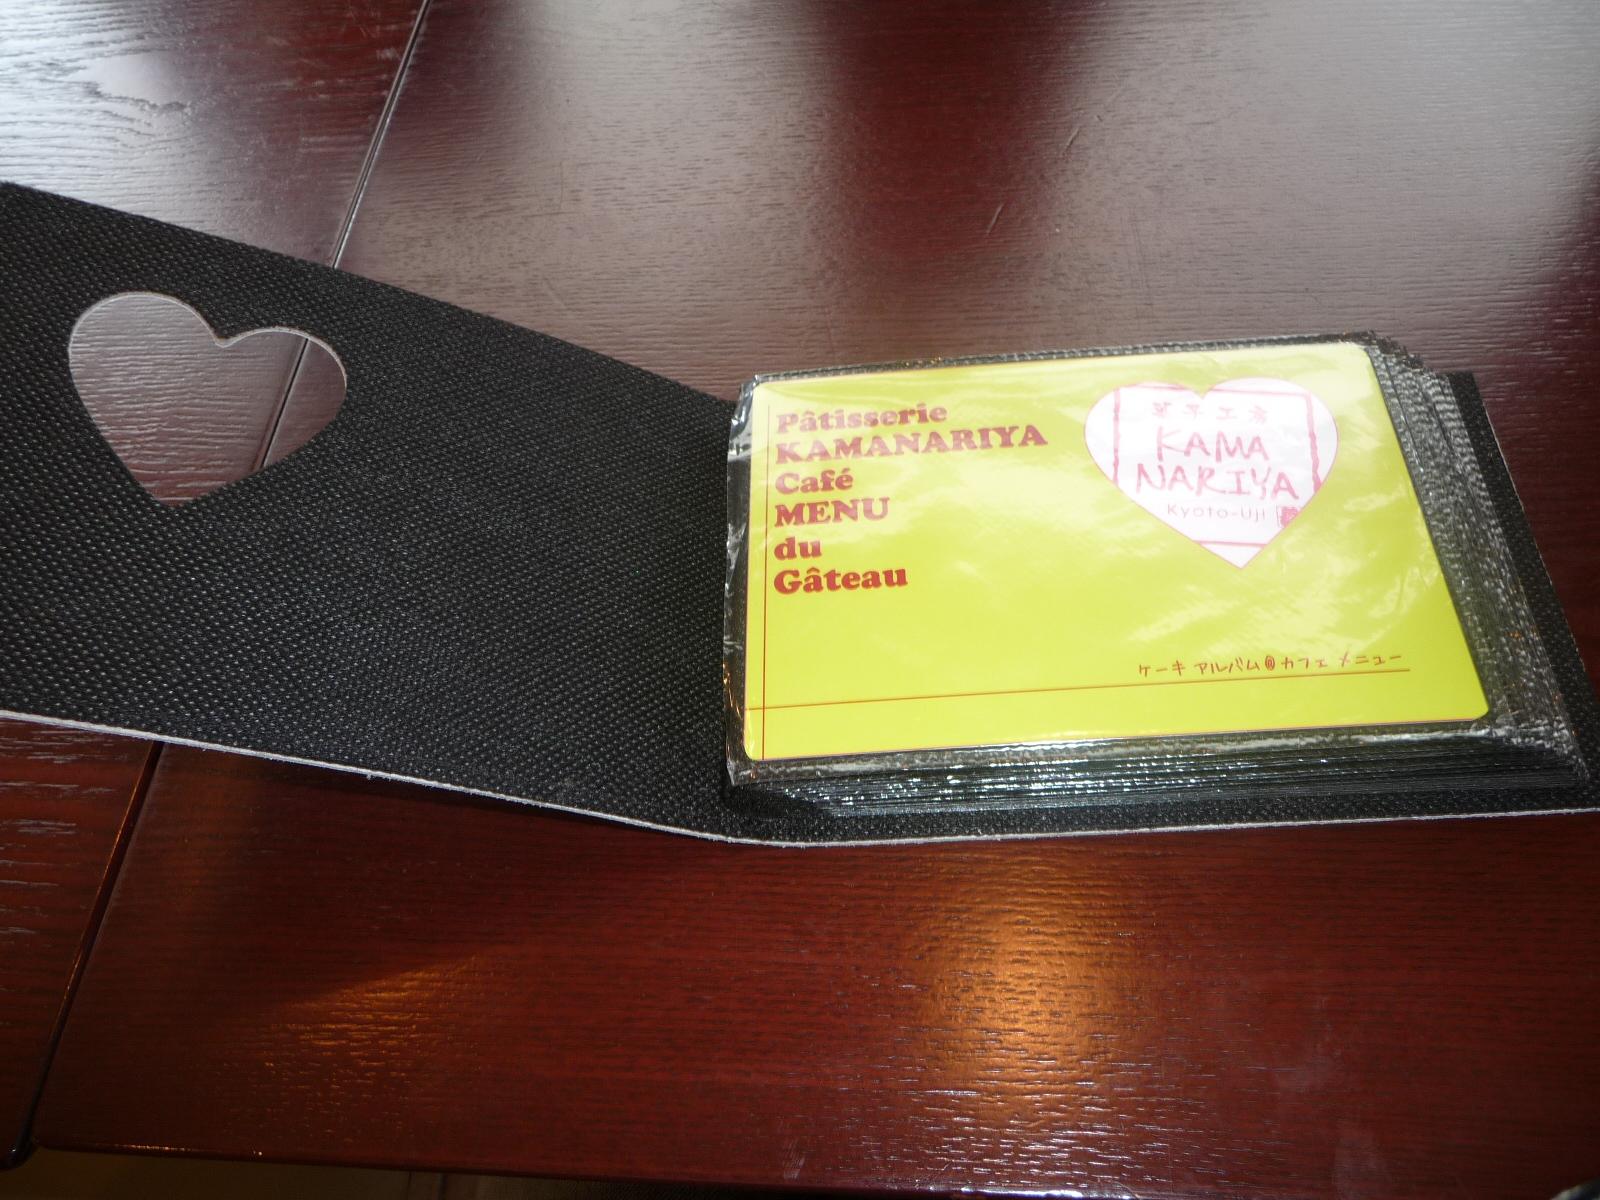 Pâtisserie
KAMANARIYA
Café
MENU
du
Gâteau
菓子工房
KAMA
NARIYA
Kyoto-Uji
ケーキ アルバム@カフェ メニュー